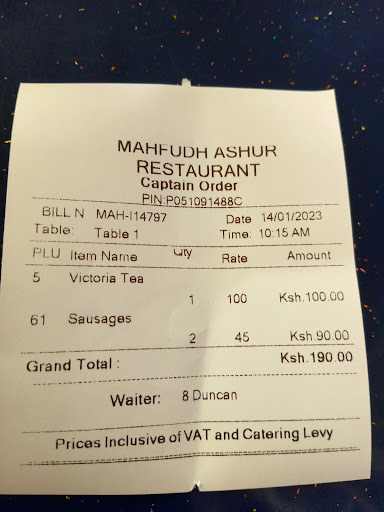 MAHFUDH ASHUR
RESTAURANT
Captain Order
PIN:P051091488C
BILL N MAH-I14797 Date 14/01/2023
Table: Table 1 Time: 10:15 AM
PLU Item Name Qty Rate Amount
5 Victoria Tea
1 100 Ksh.100.00
61 Sausages
2 45 Ksh.90.00
Grand Total : Ksh.190.00
Waiter: 8 Duncan
Prices Inclusive of VAT and Catering Levy